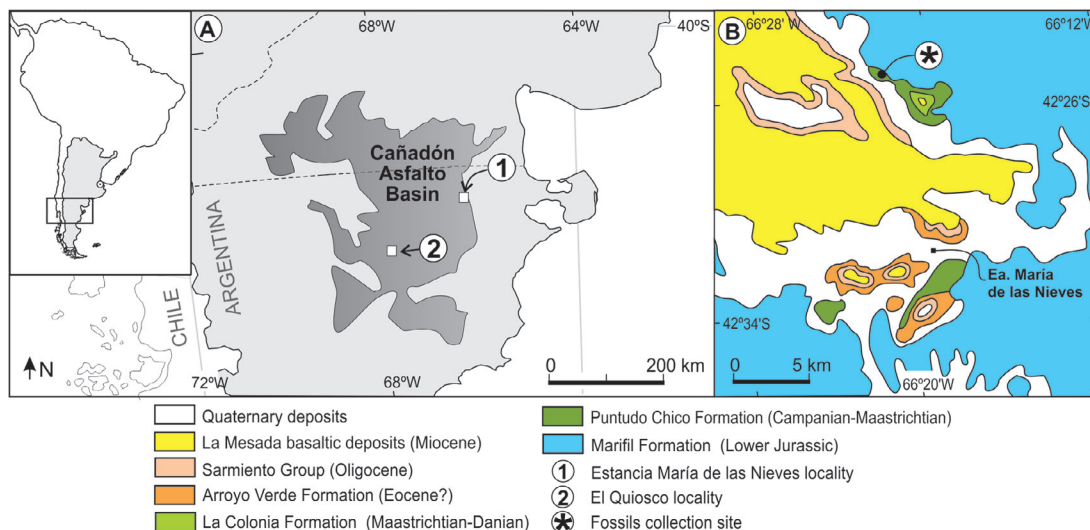 A
68ºW
64ºW
40ºS
Cañadón
Asfalto
Basin
1
2
ARGENTINA
CHILE
N
72ºW
68ºW
0
200 km
B
66º28' W
66º12' W
*
42º26'S
Ea. María
de las Nieves
42º34'S
0
5 km
66º20'W
Quaternary deposits
La Mesada basaltic deposits (Miocene)
Sarmiento Group (Oligocene)
Arroyo Verde Formation (Eocene?)
La Colonia Formation (Maastrichtian-Danian)
Puntudo Chico Formation (Campanian-Maastrichtian)
Marifil Formation (Lower Jurassic)
1 Estancia María de las Nieves locality
2 El Quiosco locality
* Fossils collection site